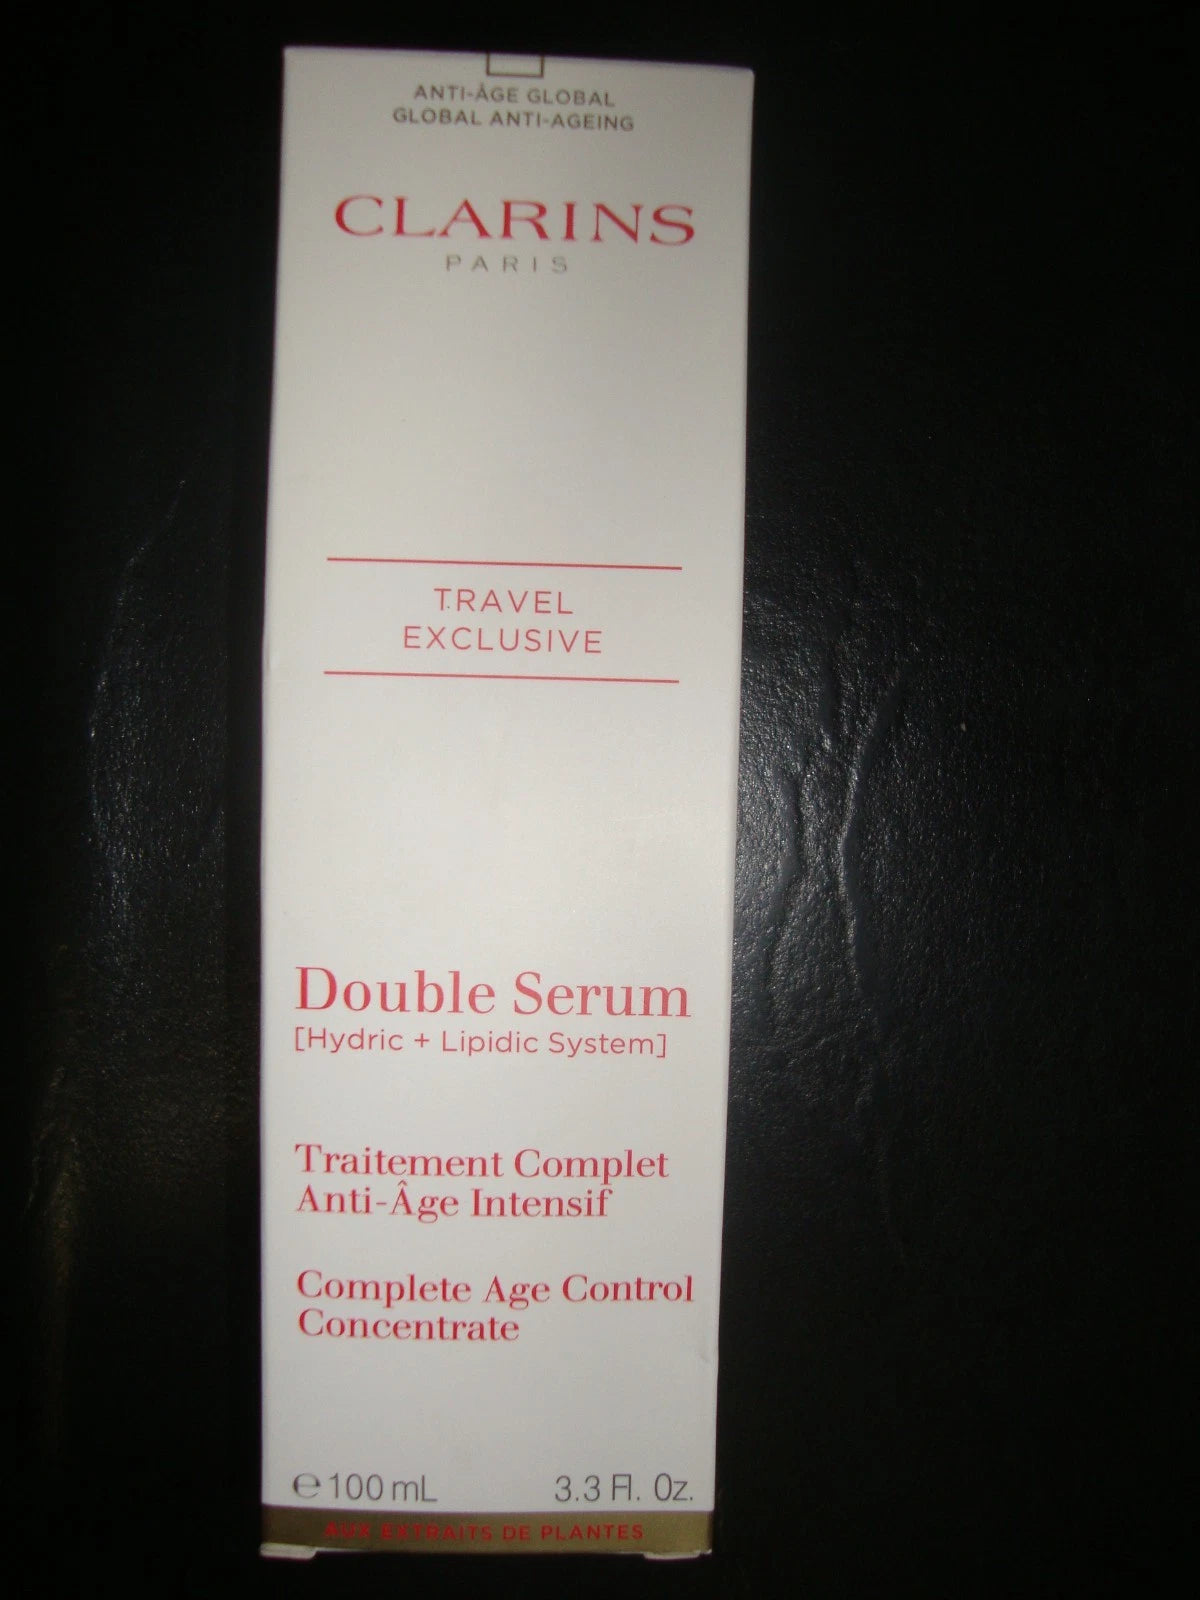 ANTI-ÂGE GLOBAL
GLOBAL ANTI-AGEING
CLARINS
PARIS
TRAVEL
EXCLUSIVE
Double Serum
[Hydric + Lipidic System]
Traitement Complet
Anti-Âge Intensif
Complete Age Control
Concentrate
℮ 100 mL 3.3 Fl. Oz.
AUX EXTRAITS DE PLANTES